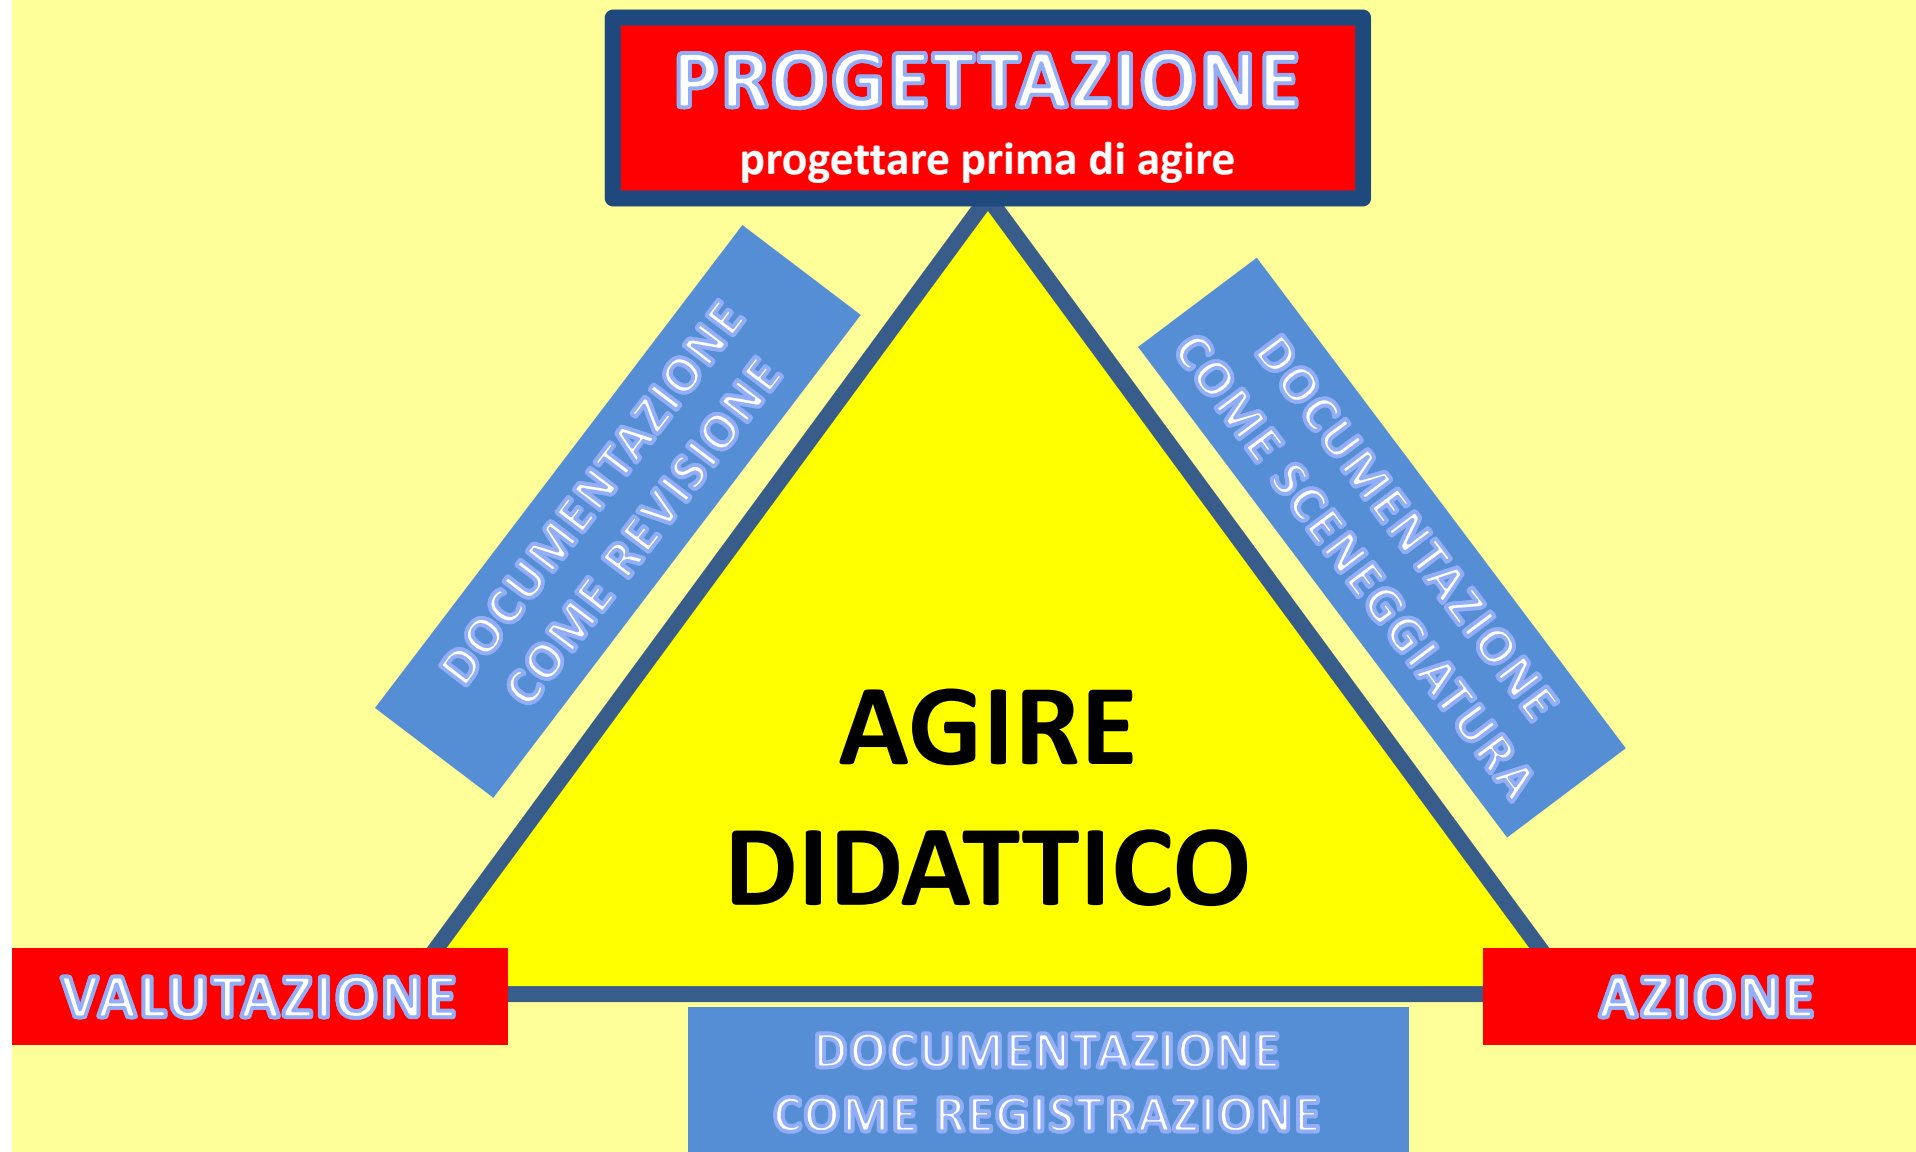 PROGETTAZIONE
progettare prima di agire
DOCUMENTAZIONE
COME REVISIONE
DOCUMENTAZIONE
COME SCENEGGIATURA
AGIRE
DIDATTICO
VALUTAZIONE
AZIONE
DOCUMENTAZIONE
COME REGISTRAZIONE